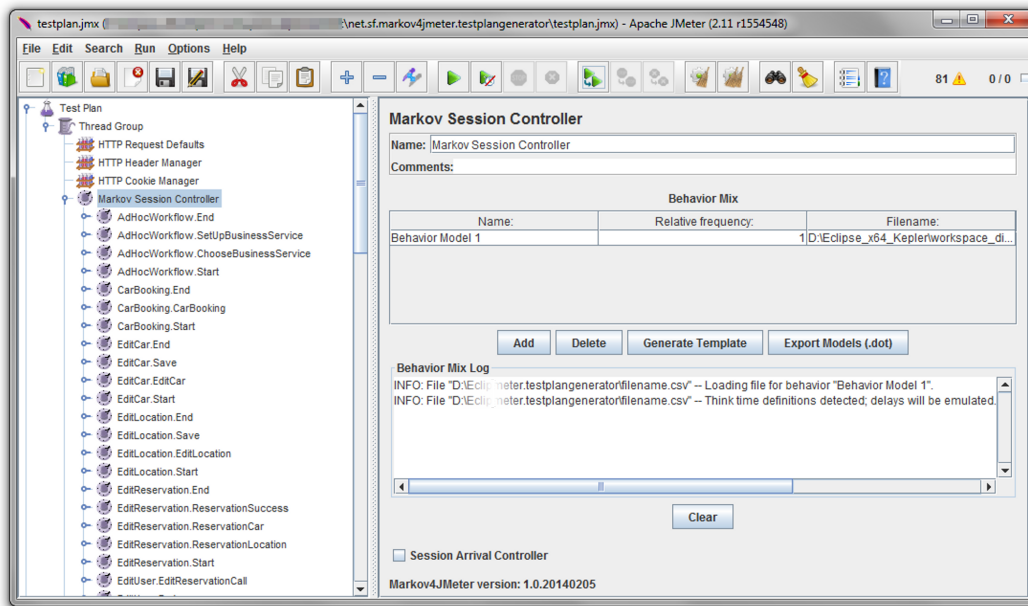 testplan.jmx (
:\net.sf.markov4jmeter.testplangenerator\testplan.jmx) - Apache JMeter (2.11 r1554548)
File Edit Search Run Options Help
81 0 / 0
Test Plan
Thread Group
HTTP Request Defaults
HTTP Header Manager
HTTP Cookie Manager
Markov Session Controller
AdHocWorkflow.End
AdHocWorkflow.SetUpBusinessService
AdHocWorkflow.ChooseBusinessService
AdHocWorkflow.Start
CarBooking.End
CarBooking.CarBooking
CarBooking.Start
EditCar.End
EditCar.Save
EditCar.EditCar
EditCar.Start
EditLocation.End
EditLocation.Save
EditLocation.EditLocation
EditLocation.Start
EditReservation.End
EditReservation.ReservationSuccess
EditReservation.ReservationCar
EditReservation.ReservationLocation
EditReservation.Start
EditUser.EditReservationCall
Markov Session Controller
Name: Markov Session Controller
Comments:
Behavior Mix
Name: Relative frequency: Filename:
Behavior Model 1 1 D:\Eclipse_x64_Kepler\workspace_di...
Add Delete Generate Template Export Models (.dot)
Behavior Mix Log
INFO: File "D:\Eclip meter.testplangenerator\filename.csv" -- Loading file for behavior "Behavior Model 1".
INFO: File "D:\Eclip meter.testplangenerator\filename.csv" -- Think time definitions detected; delays will be emulated.
Clear
Session Arrival Controller
Markov4JMeter version: 1.0.20140205